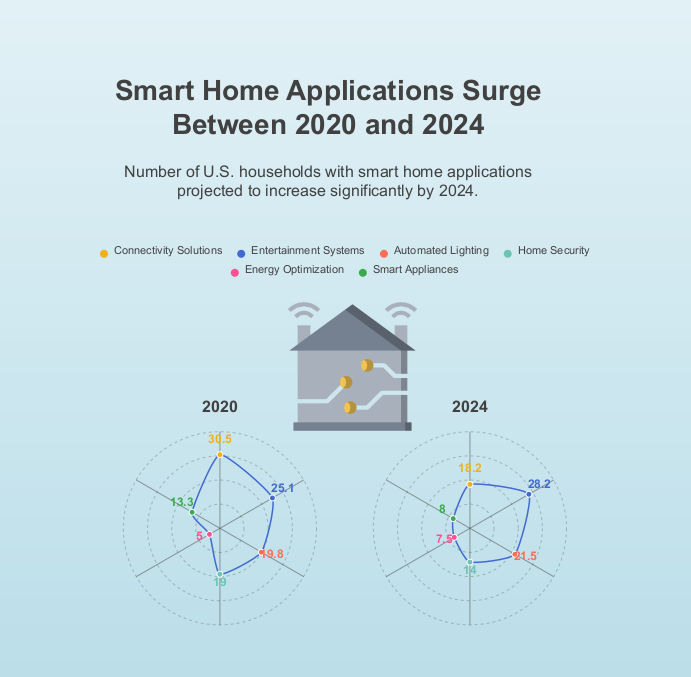 Smart Home Applications Surge
Between 2020 and 2024
Number of U.S. households with smart home applications
projected to increase significantly by 2024.
Connectivity Solutions Entertainment Systems Automated Lighting Home Security
Energy Optimization Smart Appliances
2020
30.5
25.1
13.3
5
19.8
19
2024
18.2
28.2
8
7.5
21.5
14